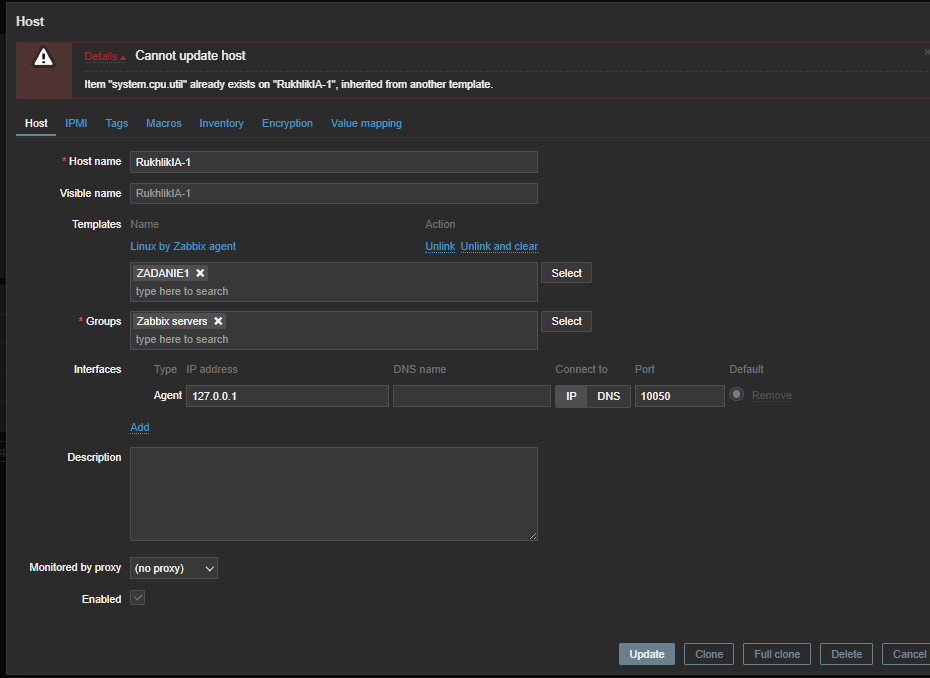 Host
Details Cannot update host
Item "system.cpu.util" already exists on "RukhlikIA-1", inherited from another template.
Host IPMI Tags Macros Inventory Encryption Value mapping
* Host name RukhlikIA-1
Visible name RukhlikIA-1
Templates Name Action
Linux by Zabbix agent Unlink Unlink and clear
ZADANIE1 Select
type here to search
* Groups Zabbix servers Select
type here to search
Interfaces Type IP address DNS name Connect to Port Default
Agent 127.0.0.1 IP DNS 10050 Remove
Add
Description
Monitored by proxy (no proxy)
Enabled
Update Clone Full clone Delete Cancel